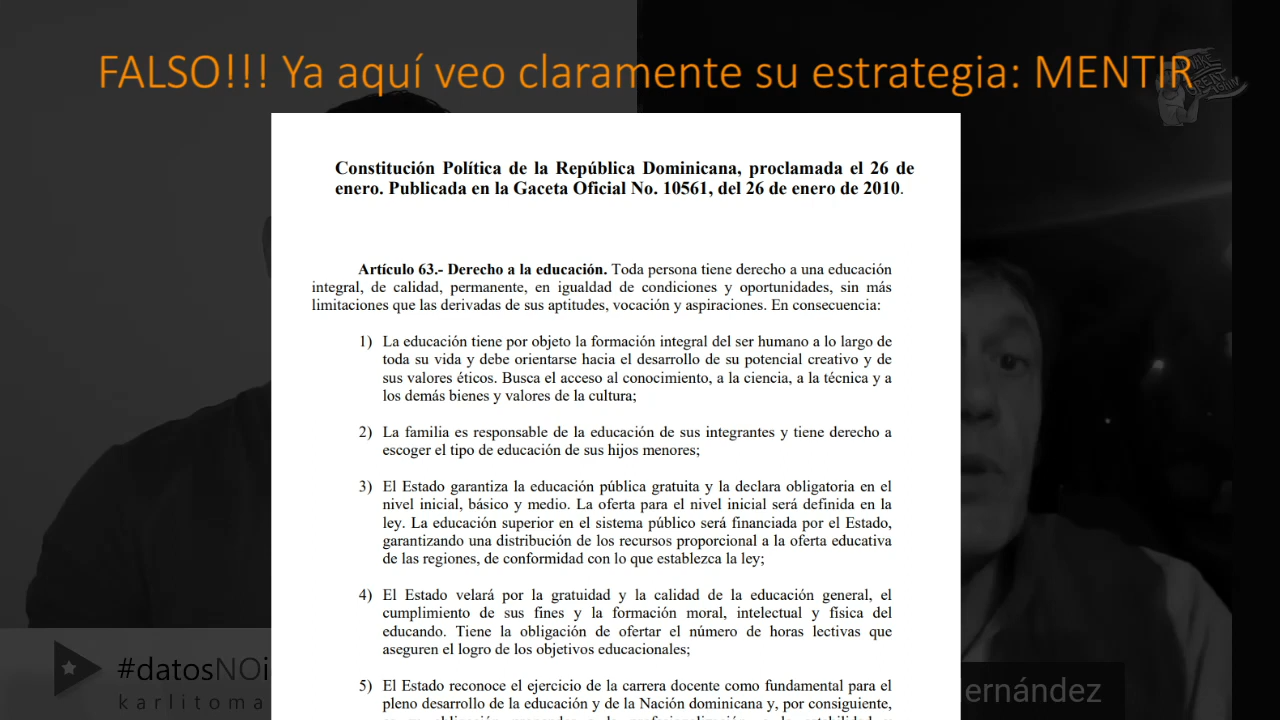 FALSO!!! Ya aquí veo claramente su estrategia: MENTIR
Constitución Política de la República Dominicana, proclamada el 26 de
enero. Publicada en la Gaceta Oficial No. 10561, del 26 de enero de 2010.
Artículo 63.- Derecho a la educación. Toda persona tiene derecho a una educación
integral, de calidad, permanente, en igualdad de condiciones y oportunidades, sin más
limitaciones que las derivadas de sus aptitudes, vocación y aspiraciones. En consecuencia:
1) La educación tiene por objeto la formación integral del ser humano a lo largo de
toda su vida y debe orientarse hacia el desarrollo de su potencial creativo y de
sus valores éticos. Busca el acceso al conocimiento, a la ciencia, a la técnica y a
los demás bienes y valores de la cultura;
2) La familia es responsable de la educación de sus integrantes y tiene derecho a
escoger el tipo de educación de sus hijos menores;
3) El Estado garantiza la educación pública gratuita y la declara obligatoria en el
nivel inicial, básico y medio. La oferta para el nivel inicial será definida en la
ley. La educación superior en el sistema público será financiada por el Estado,
garantizando una distribución de los recursos proporcional a la oferta educativa
de las regiones, de conformidad con lo que establezca la ley;
4) El Estado velará por la gratuidad y la calidad de la educación general, el
cumplimiento de sus fines y la formación moral, intelectual y física del
educando. Tiene la obligación de ofertar el número de horas lectivas que
aseguren el logro de los objetivos educacionales;
5) El Estado reconoce el ejercicio de la carrera docente como fundamental para el
pleno desarrollo de la educación y de la Nación dominicana y, por consiguiente,
#datosNOi
karlitoma
ernández